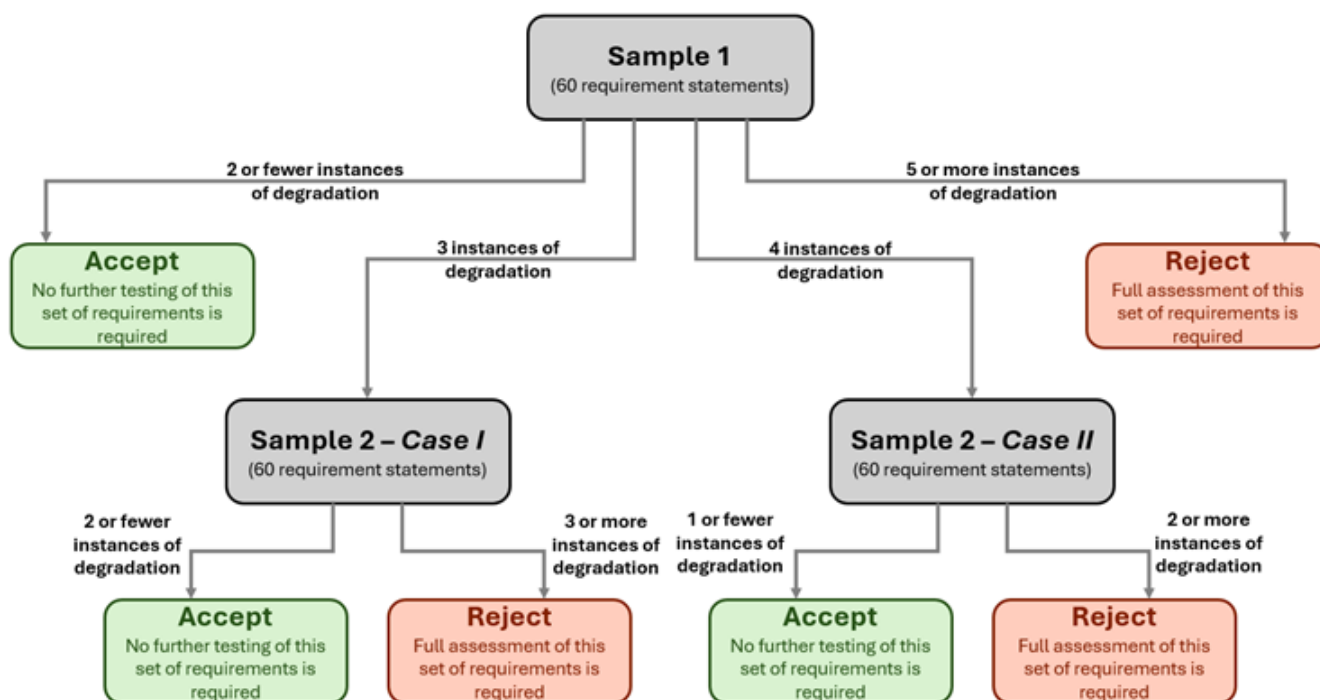 Sample 1
(60 requirement statements)
2 or fewer instances
of degradation
5 or more instances
of degradation
3 instances of
degradation
4 instances of
degradation
Accept
No further testing of this
set of requirements is
required
Reject
Full assessment of this
set of requirements is
required
Sample 2 – Case I
(60 requirement statements)
Sample 2 – Case II
(60 requirement statements)
2 or fewer
instances of
degradation
3 or more
instances of
degradation
1 or fewer
instances of
degradation
2 or more
instances of
degradation
Accept
No further testing of this
set of requirements is
required
Reject
Full assessment of this
set of requirements is
required
Accept
No further testing of this
set of requirements is
required
Reject
Full assessment of this
set of requirements is
required